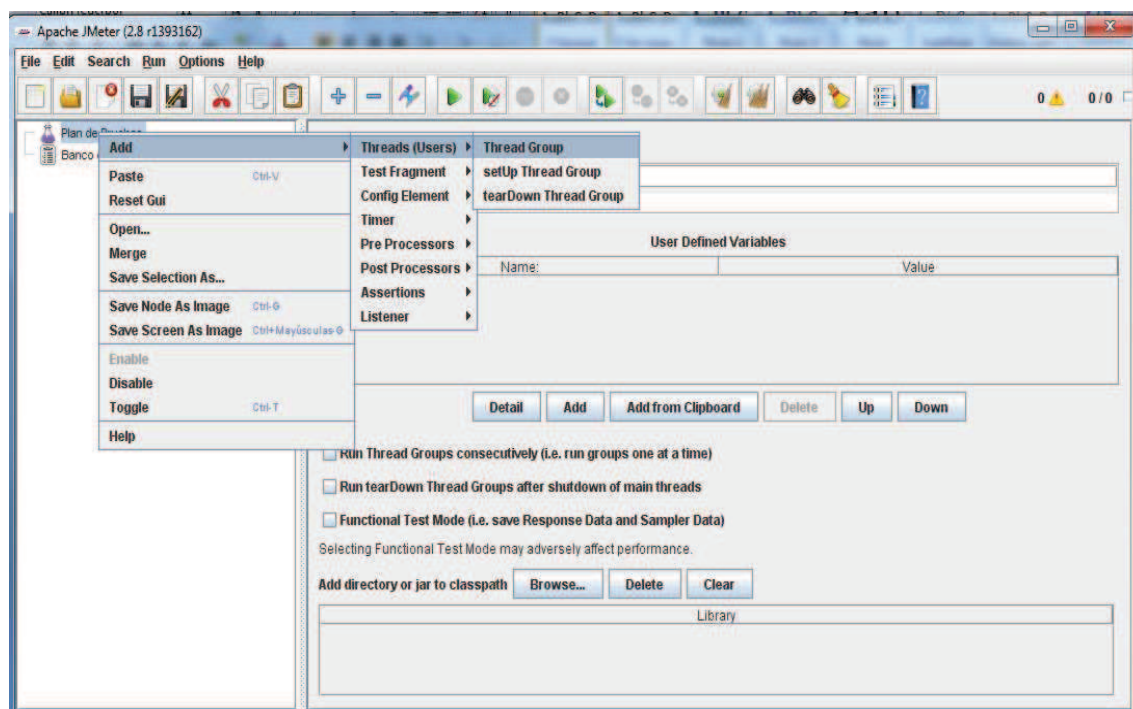 Apache JMeter (2.8 r1393162)
File Edit Search Run Options Help
0 0/0
Plan de Pruebas
Banco
Add
Paste Ctrl-V
Reset Gui
Open...
Merge
Save Selection As...
Save Node As Image Ctrl-G
Save Screen As Image Ctrl+Mayúsculas-G
Enable
Disable
Toggle Ctrl-T
Help
Threads (Users)
Test Fragment
Config Element
Timer
Pre Processors
Post Processors
Assertions
Listener
Thread Group
setUp Thread Group
tearDown Thread Group
User Defined Variables
Name: Value
Detail Add Add from Clipboard Delete Up Down
Run Thread Groups consecutively (i.e. run groups one at a time)
Run tearDown Thread Groups after shutdown of main threads
Functional Test Mode (i.e. save Response Data and Sampler Data)
Selecting Functional Test Mode may adversely affect performance.
Add directory or jar to classpath Browse... Delete Clear
Library